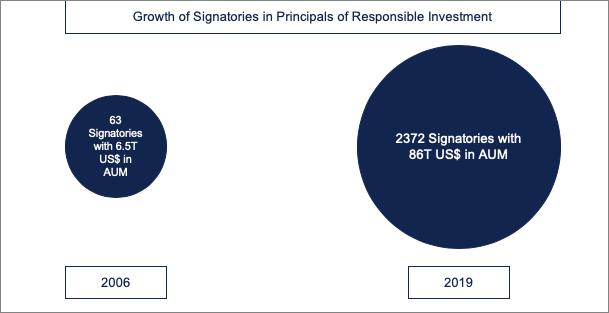 Growth of Signatories in Principals of Responsible Investment
63
Signatories
with 6.5T
US$ in
AUM
2372 Signatories with
86T US$ in AUM
2006
2019